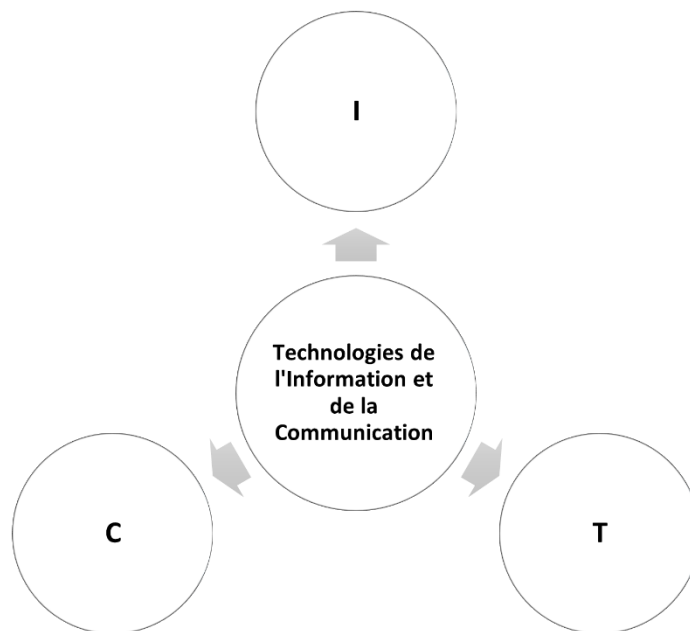 I
Technologies de
l'Information et
de la
Communication
C
T